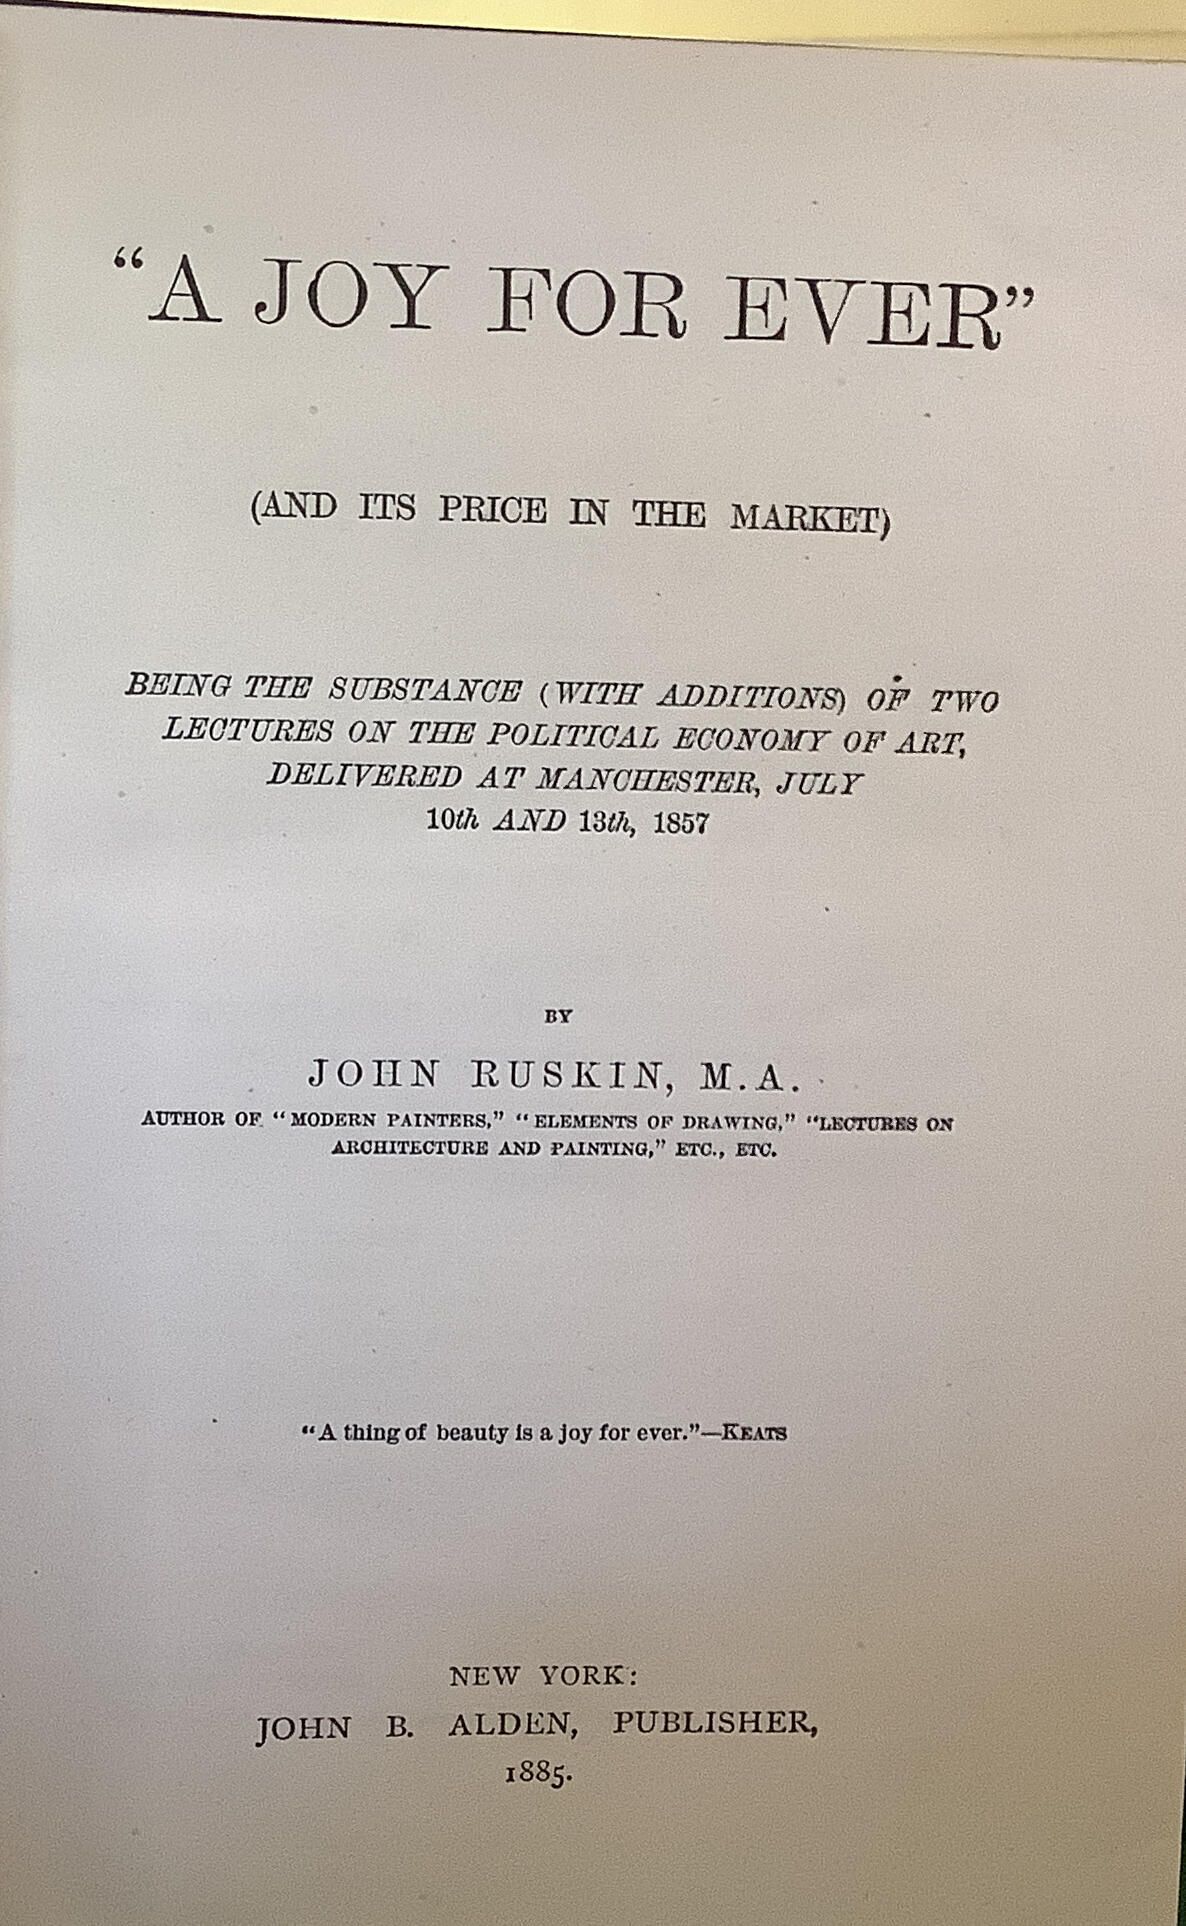 “A JOY FOR EVER”
(AND ITS PRICE IN THE MARKET)
BEING THE SUBSTANCE (WITH ADDITIONS) OF TWO
LECTURES ON THE POLITICAL ECONOMY OF ART,
DELIVERED AT MANCHESTER, JULY
10th AND 13th, 1857
BY
JOHN RUSKIN, M.A.
AUTHOR OF “MODERN PAINTERS,” “ELEMENTS OF DRAWING,” “LECTURES ON
ARCHITECTURE AND PAINTING,” ETC., ETC.
“A thing of beauty is a joy for ever.”—KEATS
NEW YORK:
JOHN B. ALDEN, PUBLISHER,
1885.